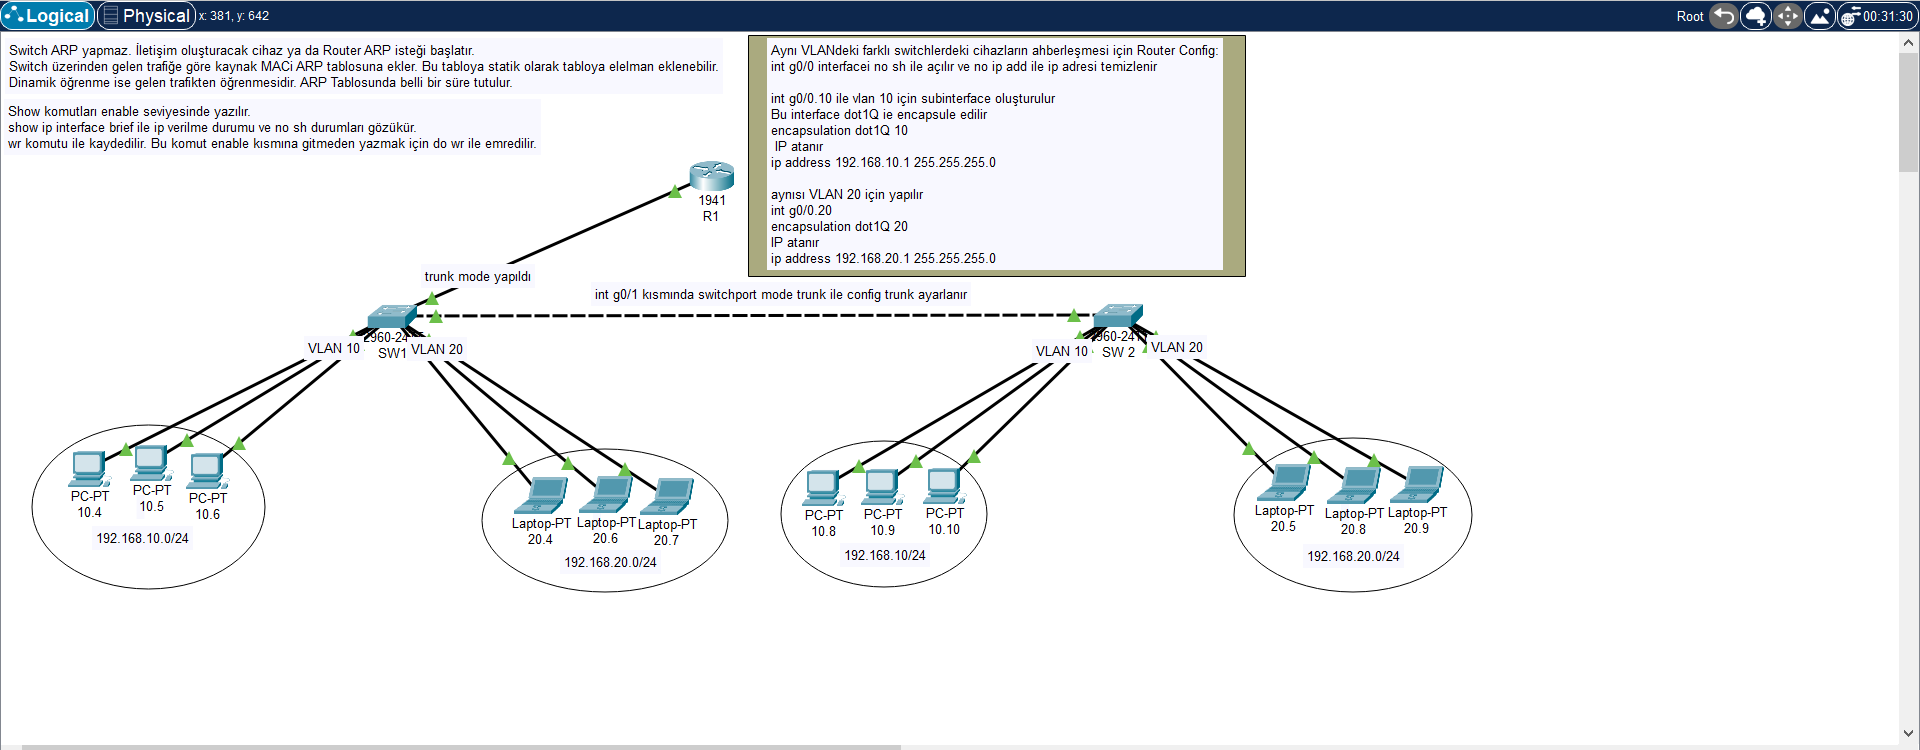 Logical Physical x: 381, y: 642 Root 00:31:30
Switch ARP yapmaz. İletişim oluşturacak cihaz ya da Router ARP isteği başlatır.
Switch üzerinden gelen trafiğe göre kaynak MACi ARP tablosuna ekler. Bu tabloya statik olarak tabloya elelman eklenebilir.
Dinamik öğrenme ise gelen trafikten öğrenmesidir. ARP Tablosunda belli bir süre tutulur.
Show komutları enable seviyesinde yazılır.
show ip interface brief ile ip verilme durumu ve no sh durumları gözükür.
wr komutu ile kaydedilir. Bu komut enable kısmına gitmeden yazmak için do wr ile emredilir.
Aynı VLANdeki farklı switchlerdeki cihazların ahberleşmesi için Router Config:
int g0/0 interfacei no sh ile açılır ve no ip add ile ip adresi temizlenir
int g0/0.10 ile vlan 10 için subinterface oluşturulur
Bu interface dot1Q ie encapsule edilir
encapsulation dot1Q 10
IP atanır
ip address 192.168.10.1 255.255.255.0
aynısı VLAN 20 için yapılır
int g0/0.20
encapsulation dot1Q 20
IP atanır
ip address 192.168.20.1 255.255.255.0
1941
R1
trunk mode yapıldı
int g0/1 kısmında switchport mode trunk ile config trunk ayarlanır
VLAN 10
SW1
VLAN 20
VLAN 10
SW 2
VLAN 20
PC-PT
10.4
PC-PT
10.5
PC-PT
10.6
192.168.10.0/24
Laptop-PT
20.4
Laptop-PT
20.6
Laptop-PT
20.7
192.168.20.0/24
PC-PT
10.8
PC-PT
10.9
PC-PT
10.10
192.168.10/24
Laptop-PT
20.5
Laptop-PT
20.8
Laptop-PT
20.9
192.168.20.0/24